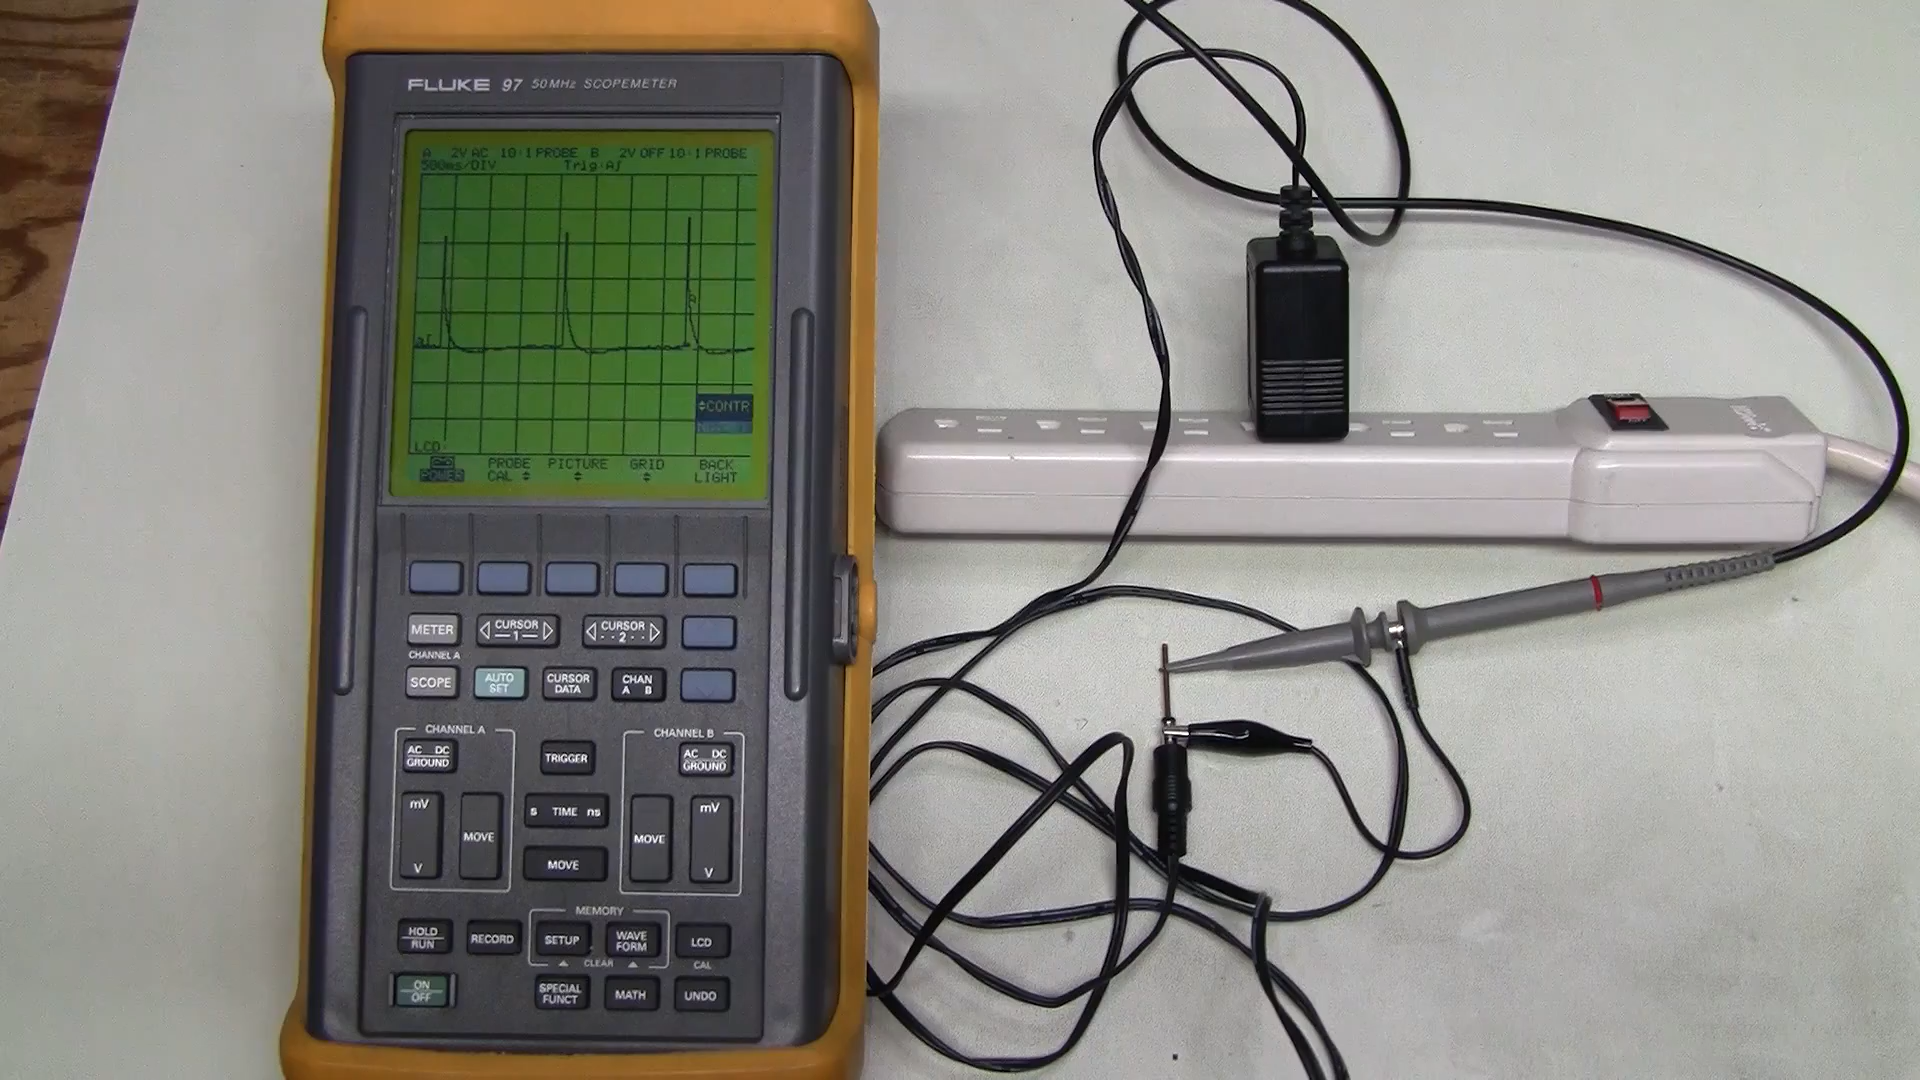 FLUKE 97 50MHz SCOPEMETER
A 2V AC 10:1 PROBE B 2V OFF 10:1 PROBE
500ms/DIV Trig:A
CONTR
LCD:
POWER PROBE CAL PICTURE GRID BACK LIGHT
METER CURSOR 1 CURSOR 2
CHANNEL A
SCOPE AUTO SET CURSOR DATA CHAN A B
CHANNEL A CHANNEL B
AC DC GROUND TRIGGER AC DC GROUND
mV s TIME ns mV
MOVE MOVE
V MOVE V
MEMORY
HOLD RUN RECORD SETUP WAVE FORM LCD
CLEAR CAL
ON OFF SPECIAL FUNCT MATH UNDO